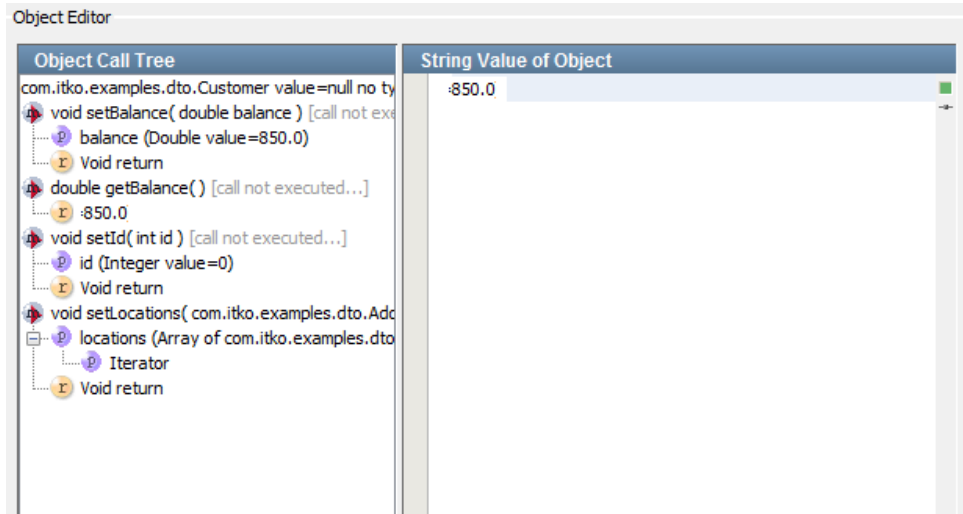 Object Editor
Object Call Tree
com.itko.examples.dto.Customer value=null no ty
void setBalance( double balance ) [call not exe
P balance (Double value=850.0)
r Void return
double getBalance( ) [call not executed...]
r :850.0
void setId( int id ) [call not executed...]
P id (Integer value=0)
r Void return
void setLocations( com.itko.examples.dto.Add
P locations (Array of com.itko.examples.dto
P Iterator
r Void return
String Value of Object
:850.0